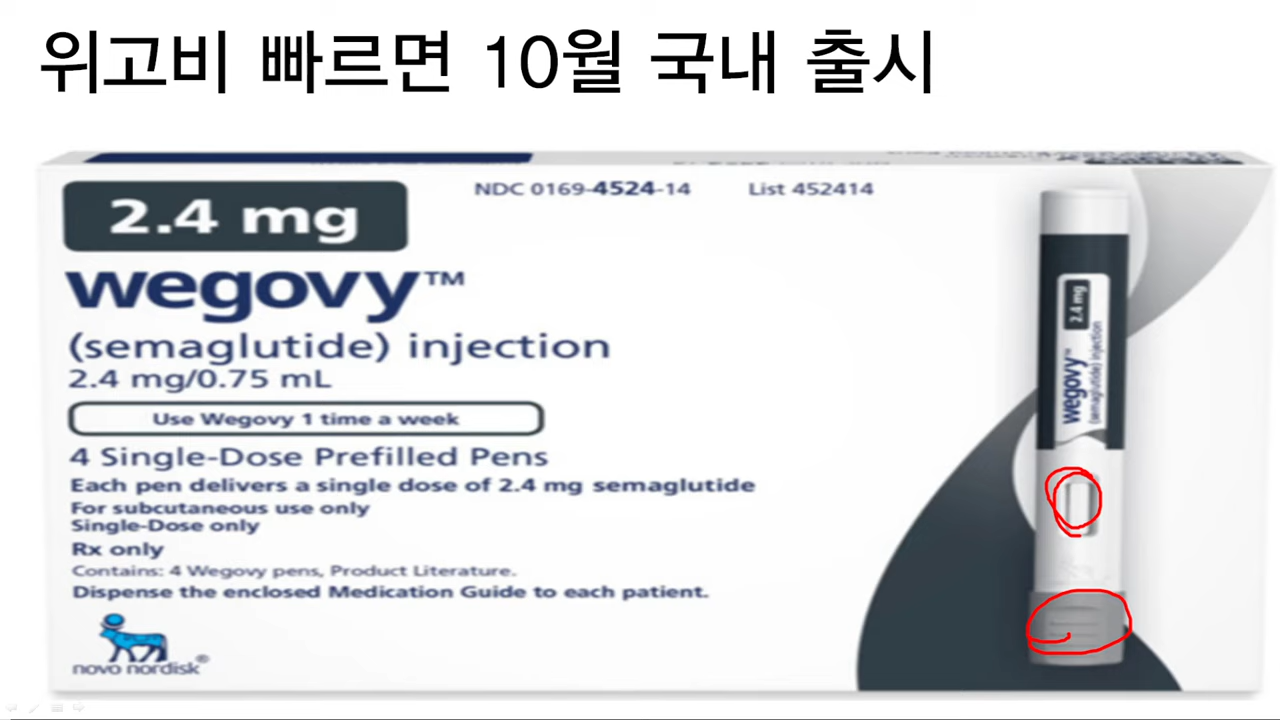 위고비 빠르면 10월 국내 출시
2.4 mg
NDC 0169-4524-14 List 452414
wegovy™
(semaglutide) injection
2.4 mg/0.75 mL
Use Wegovy 1 time a week
4 Single-Dose Prefilled Pens
Each pen delivers a single dose of 2.4 mg semaglutide
For subcutaneous use only
Single-Dose only
Rx only
Contains: 4 Wegovy pens, Product Literature.
Dispense the enclosed Medication Guide to each patient.
novo nordisk®
2.4 mg
wegovy™
(semaglutide) injection